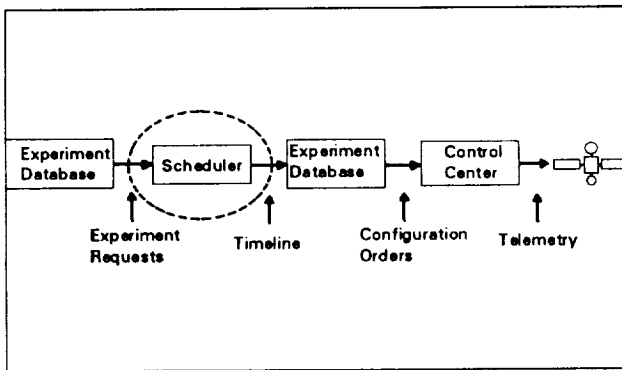 Experiment
Database
Scheduler
Experiment
Database
Control
Center
Experiment
Requests
Timeline
Configuration
Orders
Telemetry